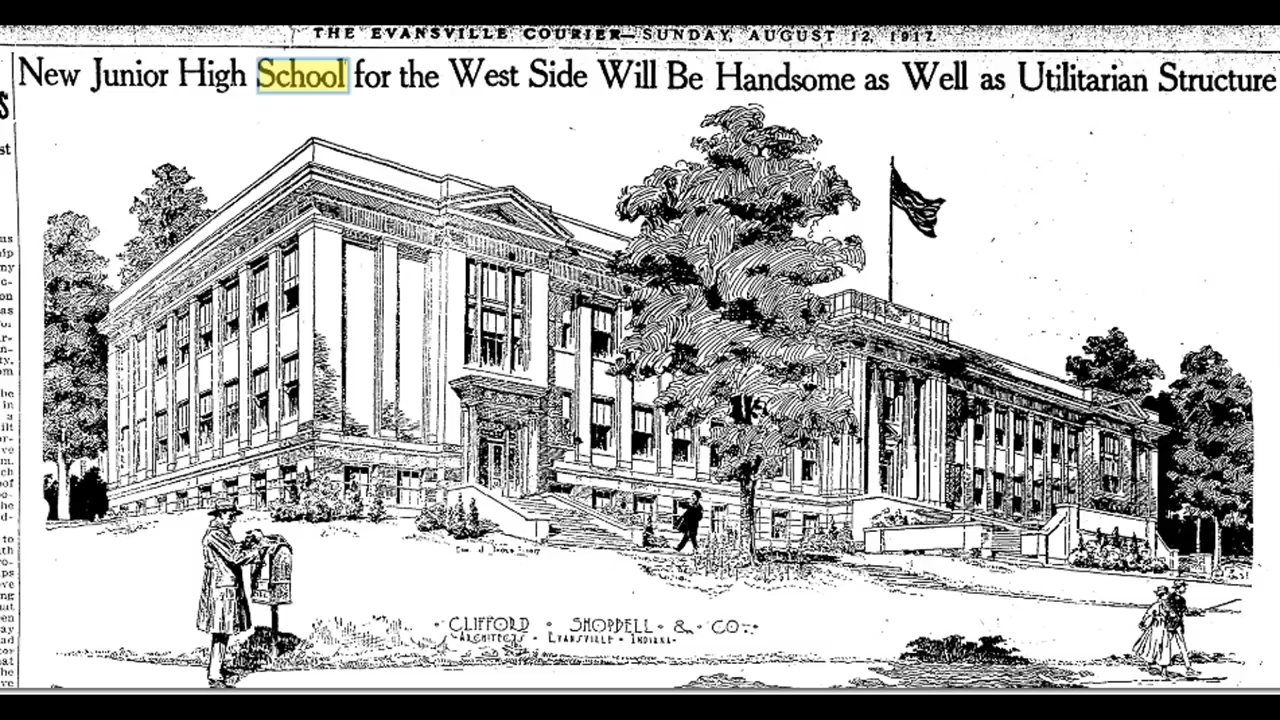 THE EVANSVILLE COURIER—SUNDAY, AUGUST 12, 1917.
New Junior High School for the West Side Will Be Handsome as Well as Utilitarian Structure
CLIFFORD • SHOPBELL • & • CO••
ARCHITECTS • EVANSVILLE • INDIANA•